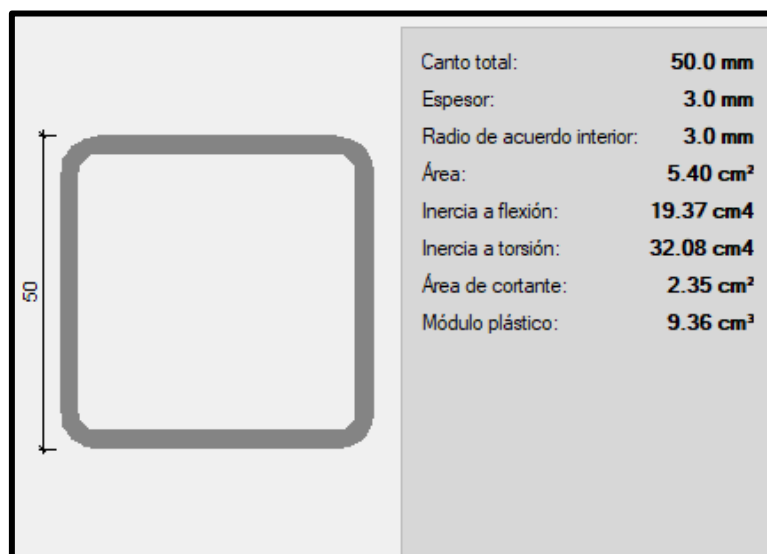 50
Canto total: 50.0 mm
Espesor: 3.0 mm
Radio de acuerdo interior: 3.0 mm
Área: 5.40 cm²
Inercia a flexión: 19.37 cm4
Inercia a torsión: 32.08 cm4
Área de cortante: 2.35 cm²
Módulo plástico: 9.36 cm³